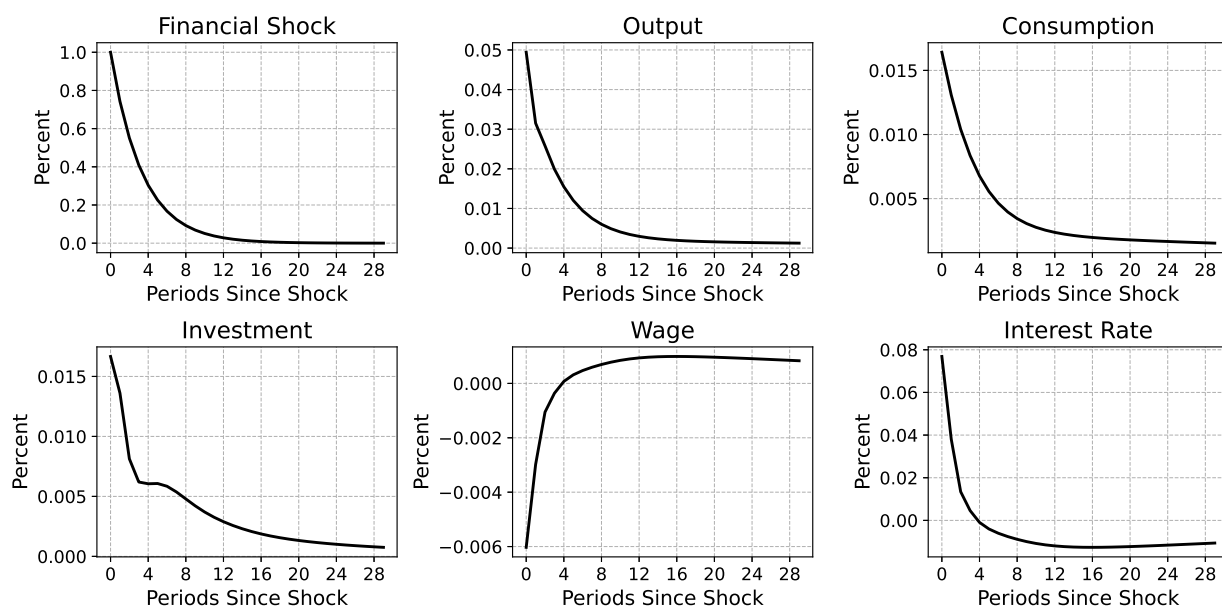 Financial Shock
Output
Consumption
1.0
0.8
0.6
0.4
0.2
0.0
Percent
0 4 8 12 16 20 24 28
Periods Since Shock
0.05
0.04
0.03
0.02
0.01
0.00
Percent
0 4 8 12 16 20 24 28
Periods Since Shock
0.015
0.010
0.005
Percent
0 4 8 12 16 20 24 28
Periods Since Shock
Investment
Wage
Interest Rate
0.015
0.010
0.005
0.000
Percent
0 4 8 12 16 20 24 28
Periods Since Shock
0.000
−0.002
−0.004
−0.006
Percent
0 4 8 12 16 20 24 28
Periods Since Shock
0.08
0.06
0.04
0.02
0.00
Percent
0 4 8 12 16 20 24 28
Periods Since Shock